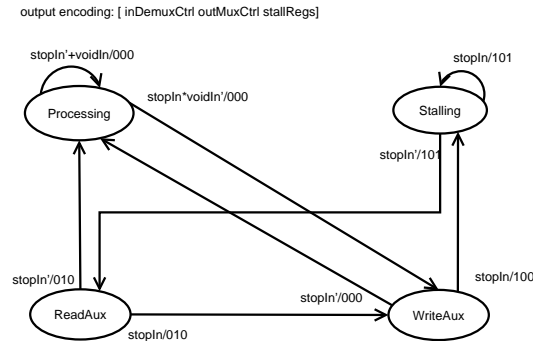 output encoding: [ inDemuxCtrl outMuxCtrl stallRegs]
stopIn'+voidIn/000
stopIn/101
stopIn*voidIn'/000
Processing
Stalling
stopIn'/101
stopIn'/010
stopIn'/000
stopIn/100
ReadAux
WriteAux
stopIn/010